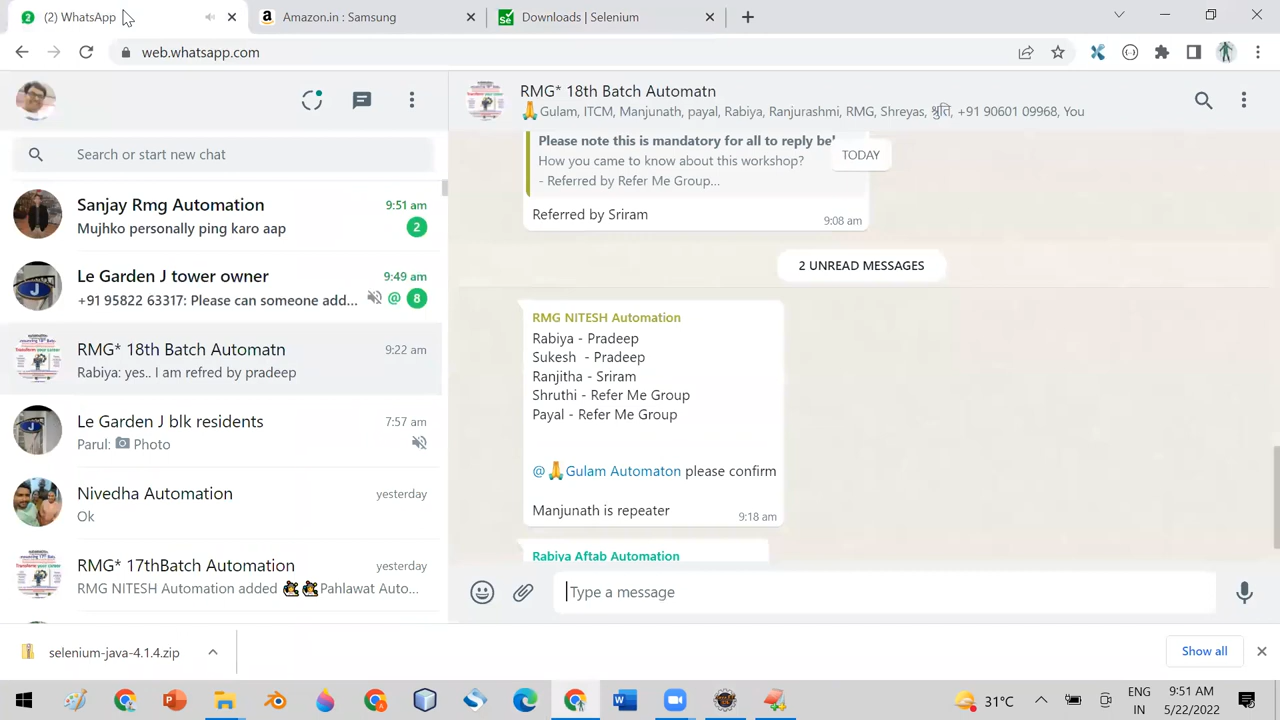 (2) WhatsApp
Amazon.in : Samsung
Downloads | Selenium
web.whatsapp.com
RMG* 18th Batch Automatn
🙏Gulam, ITCM, Manjunath, payal, Rabiya, Ranjurashmi, RMG, Shreyas, श्रुति, +91 90601 09968, You
Search or start new chat
Sanjay Rmg Automation
9:51 am
Mujhko personally ping karo aap
2
Le Garden J tower owner
9:49 am
+91 95822 63317: Please can someone add...
@
8
RMG* 18th Batch Automatn
9:22 am
Rabiya: yes.. I am refred by pradeep
Le Garden J blk residents
7:57 am
Parul: Photo
Nivedha Automation
yesterday
Ok
RMG* 17thBatch Automation
yesterday
RMG NITESH Automation added Pahlawat Auto...
Please note this is mandatory for all to reply bel
TODAY
How you came to know about this workshop?
- Referred by Refer Me Group...
Referred by Sriram
9:08 am
2 UNREAD MESSAGES
RMG NITESH Automation
Rabiya - Pradeep
Sukesh - Pradeep
Ranjitha - Sriram
Shruthi - Refer Me Group
Payal - Refer Me Group
@🙏Gulam Automaton please confirm
Manjunath is repeater
9:18 am
Rabiya Aftab Automation
Type a message
selenium-java-4.1.4.zip
Show all
31°C
ENG
IN
9:51 AM
5/22/2022